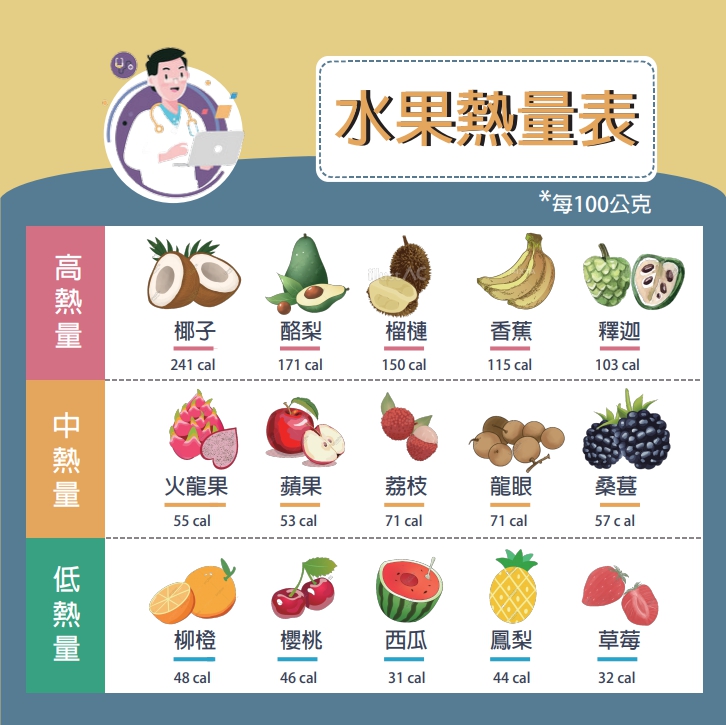 水果熱量表
*每100公克
高熱量
椰子
酪梨
榴槤
香蕉
釋迦
241 cal
171 cal
150 cal
115 cal
103 cal
中熱量
火龍果
蘋果
荔枝
龍眼
桑葚
55 cal
53 cal
71 cal
71 cal
57 c al
低熱量
柳橙
櫻桃
西瓜
鳳梨
草莓
48 cal
46 cal
31 cal
44 cal
32 cal